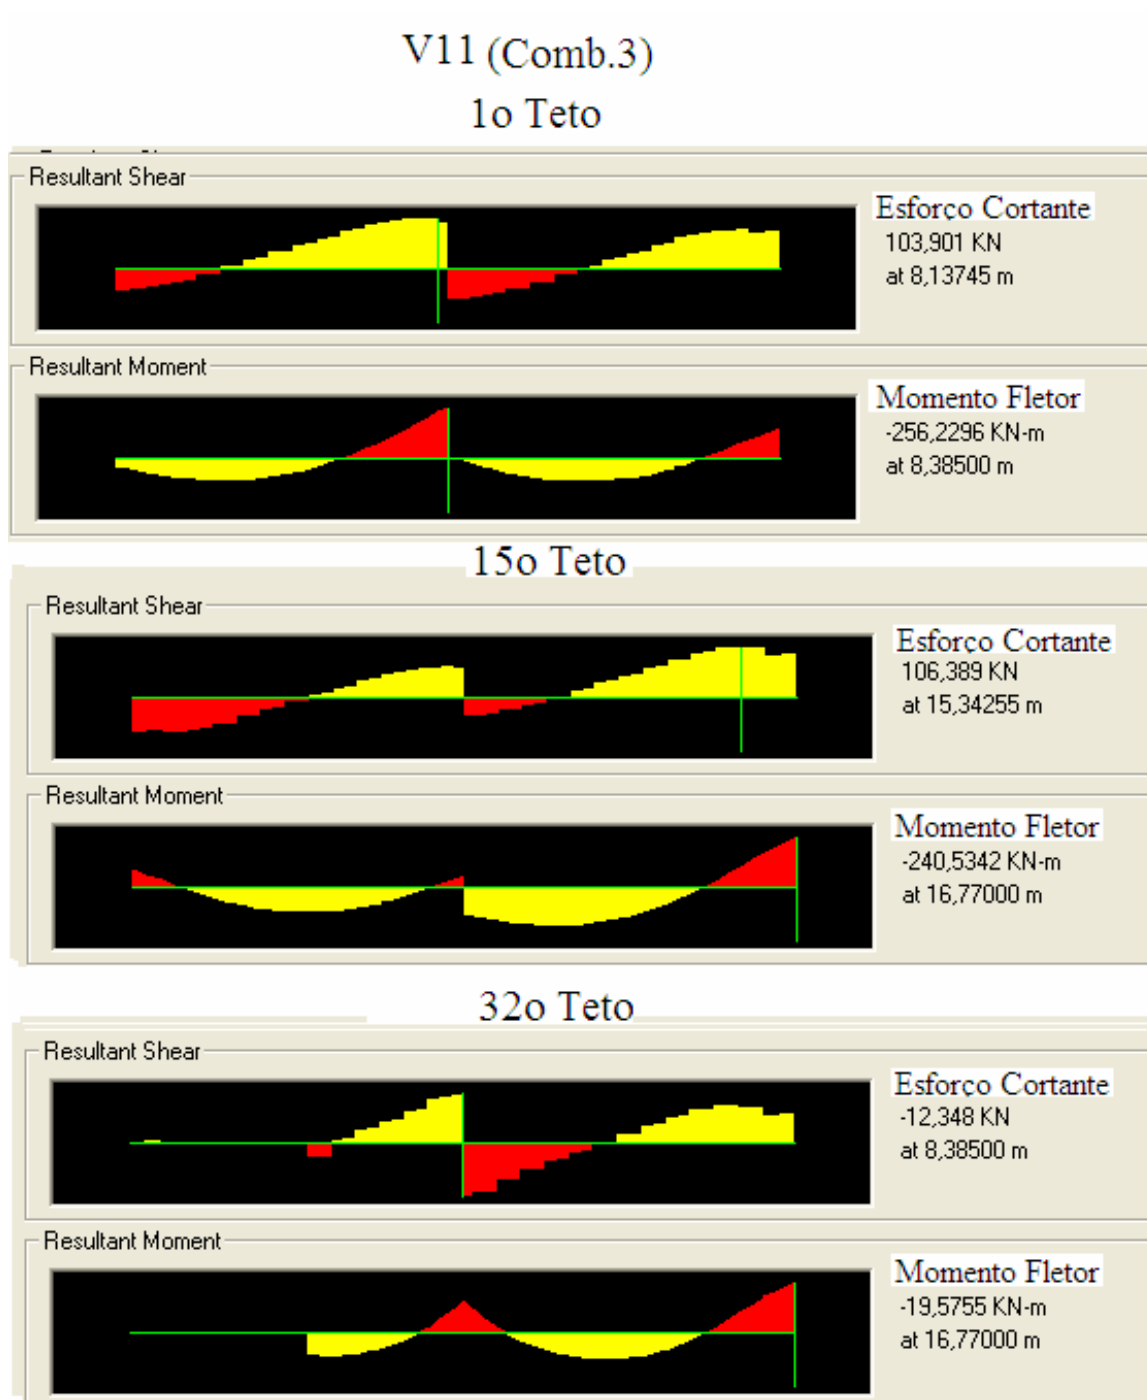 V11 (Comb.3)
1o Teto
Resultant Shear
Esforço Cortante
103,901 KN
at 8,13745 m
Resultant Moment
Momento Fletor
-256,2296 KN-m
at 8,38500 m
15o Teto
Resultant Shear
Esforço Cortante
106,389 KN
at 15,34255 m
Resultant Moment
Momento Fletor
-240,5342 KN-m
at 16,77000 m
32o Teto
Resultant Shear
Esforço Cortante
-12,348 KN
at 8,38500 m
Resultant Moment
Momento Fletor
-19,5755 KN-m
at 16,77000 m